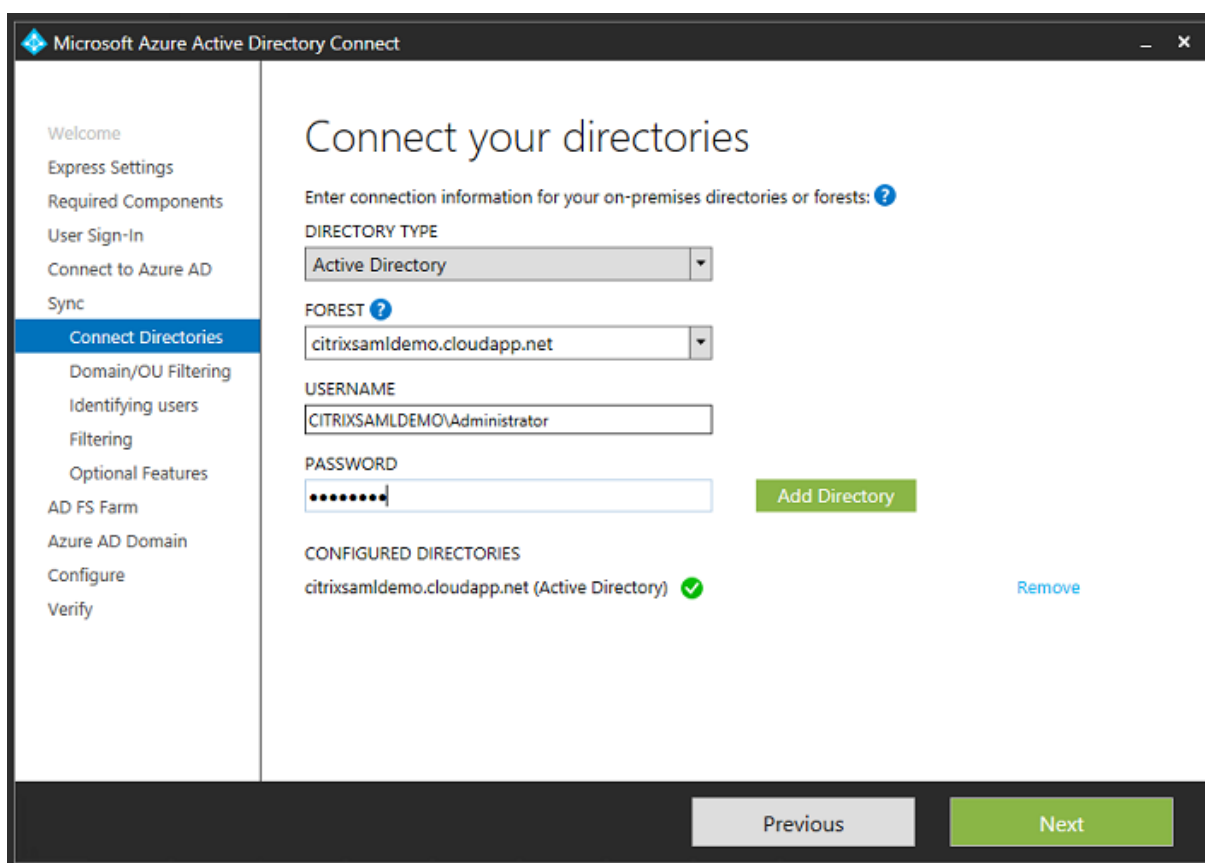 Microsoft Azure Active Directory Connect
Welcome
Express Settings
Required Components
User Sign-In
Connect to Azure AD
Sync
Connect Directories
Domain/OU Filtering
Identifying users
Filtering
Optional Features
AD FS Farm
Azure AD Domain
Configure
Verify
Connect your directories
Enter connection information for your on-premises directories or forests: ?
DIRECTORY TYPE
Active Directory
FOREST ?
citrixsamldemo.cloudapp.net
USERNAME
CITRIXSAMLDEMO\Administrator
PASSWORD
••••••••
Add Directory
CONFIGURED DIRECTORIES
citrixsamldemo.cloudapp.net (Active Directory)
Remove
Previous
Next